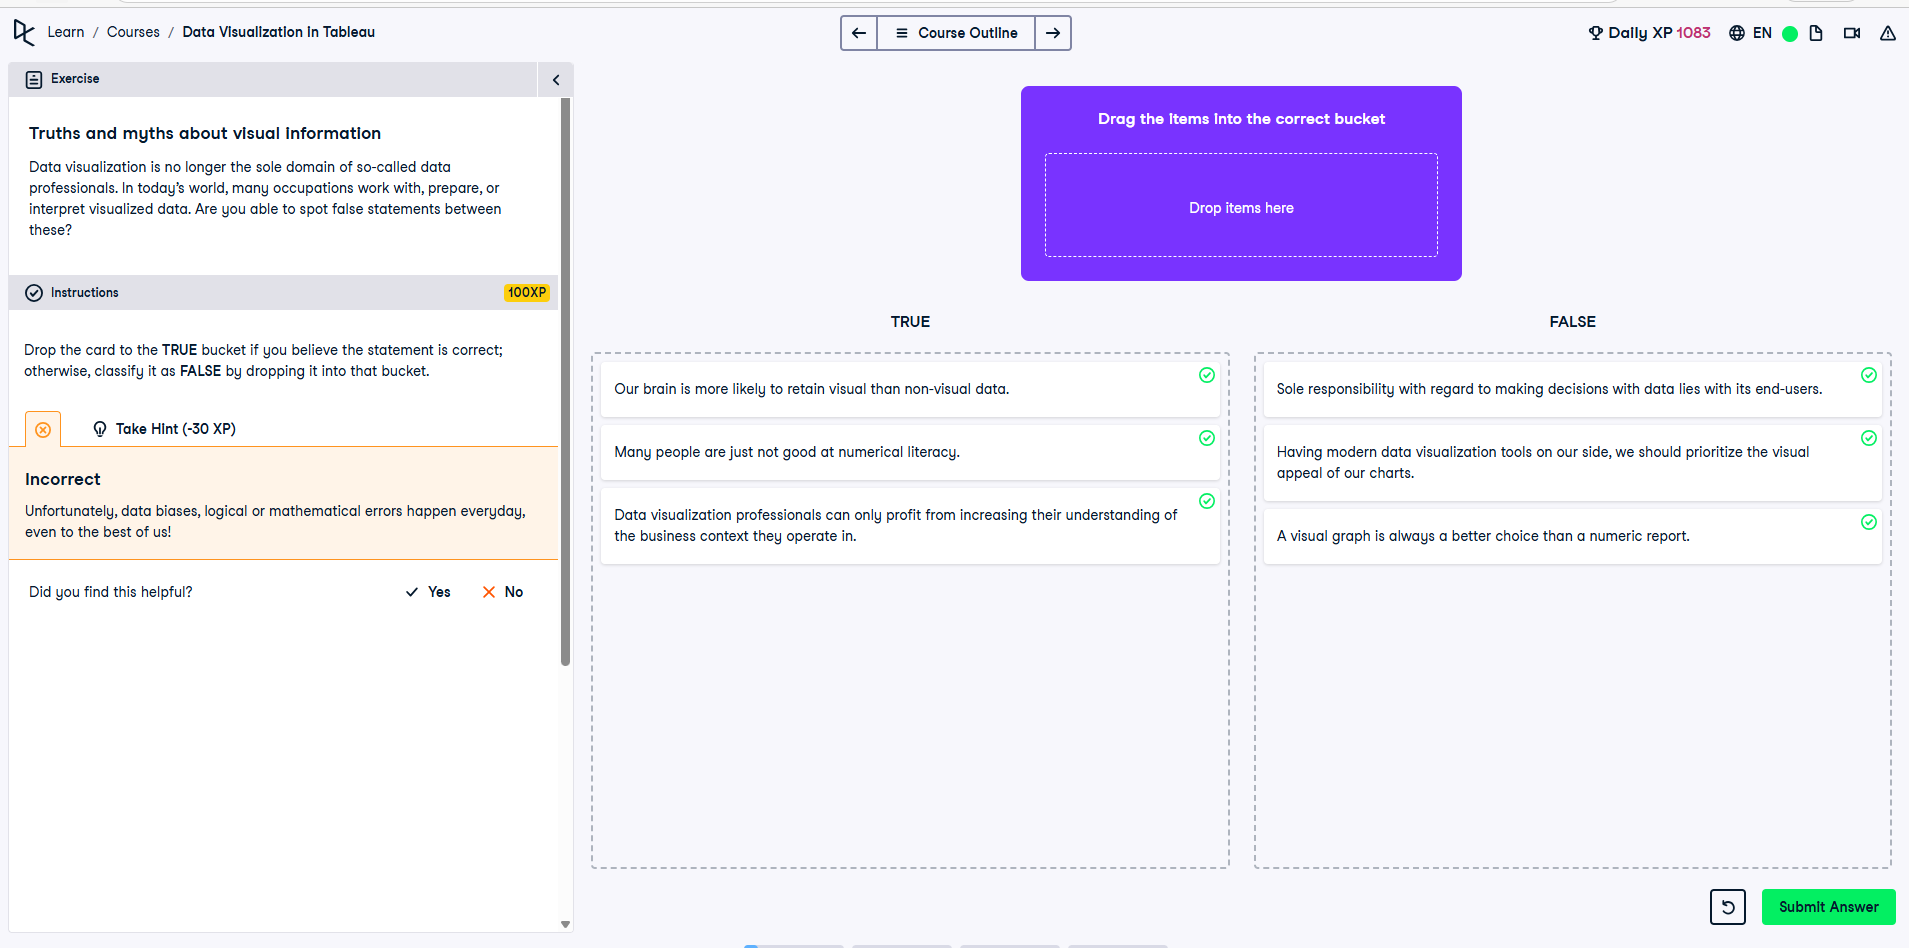 Learn / Courses / Data Visualization in Tableau
Course Outline
Daily XP 1083
EN
Exercise
Truths and myths about visual information
Data visualization is no longer the sole domain of so-called data
professionals. In today's world, many occupations work with, prepare, or
interpret visualized data. Are you able to spot false statements between
these?
Instructions
100XP
Drop the card to the TRUE bucket if you believe the statement is correct;
otherwise, classify it as FALSE by dropping it into that bucket.
Take Hint (-30 XP)
Incorrect
Unfortunately, data biases, logical or mathematical errors happen everyday,
even to the best of us!
Did you find this helpful?
Yes
No
Drag the items into the correct bucket
Drop items here
TRUE
Our brain is more likely to retain visual than non-visual data.
Many people are just not good at numerical literacy.
Data visualization professionals can only profit from increasing their understanding of
the business context they operate in.
FALSE
Sole responsibility with regard to making decisions with data lies with its end-users.
Having modern data visualization tools on our side, we should prioritize the visual
appeal of our charts.
A visual graph is always a better choice than a numeric report.
Submit Answer